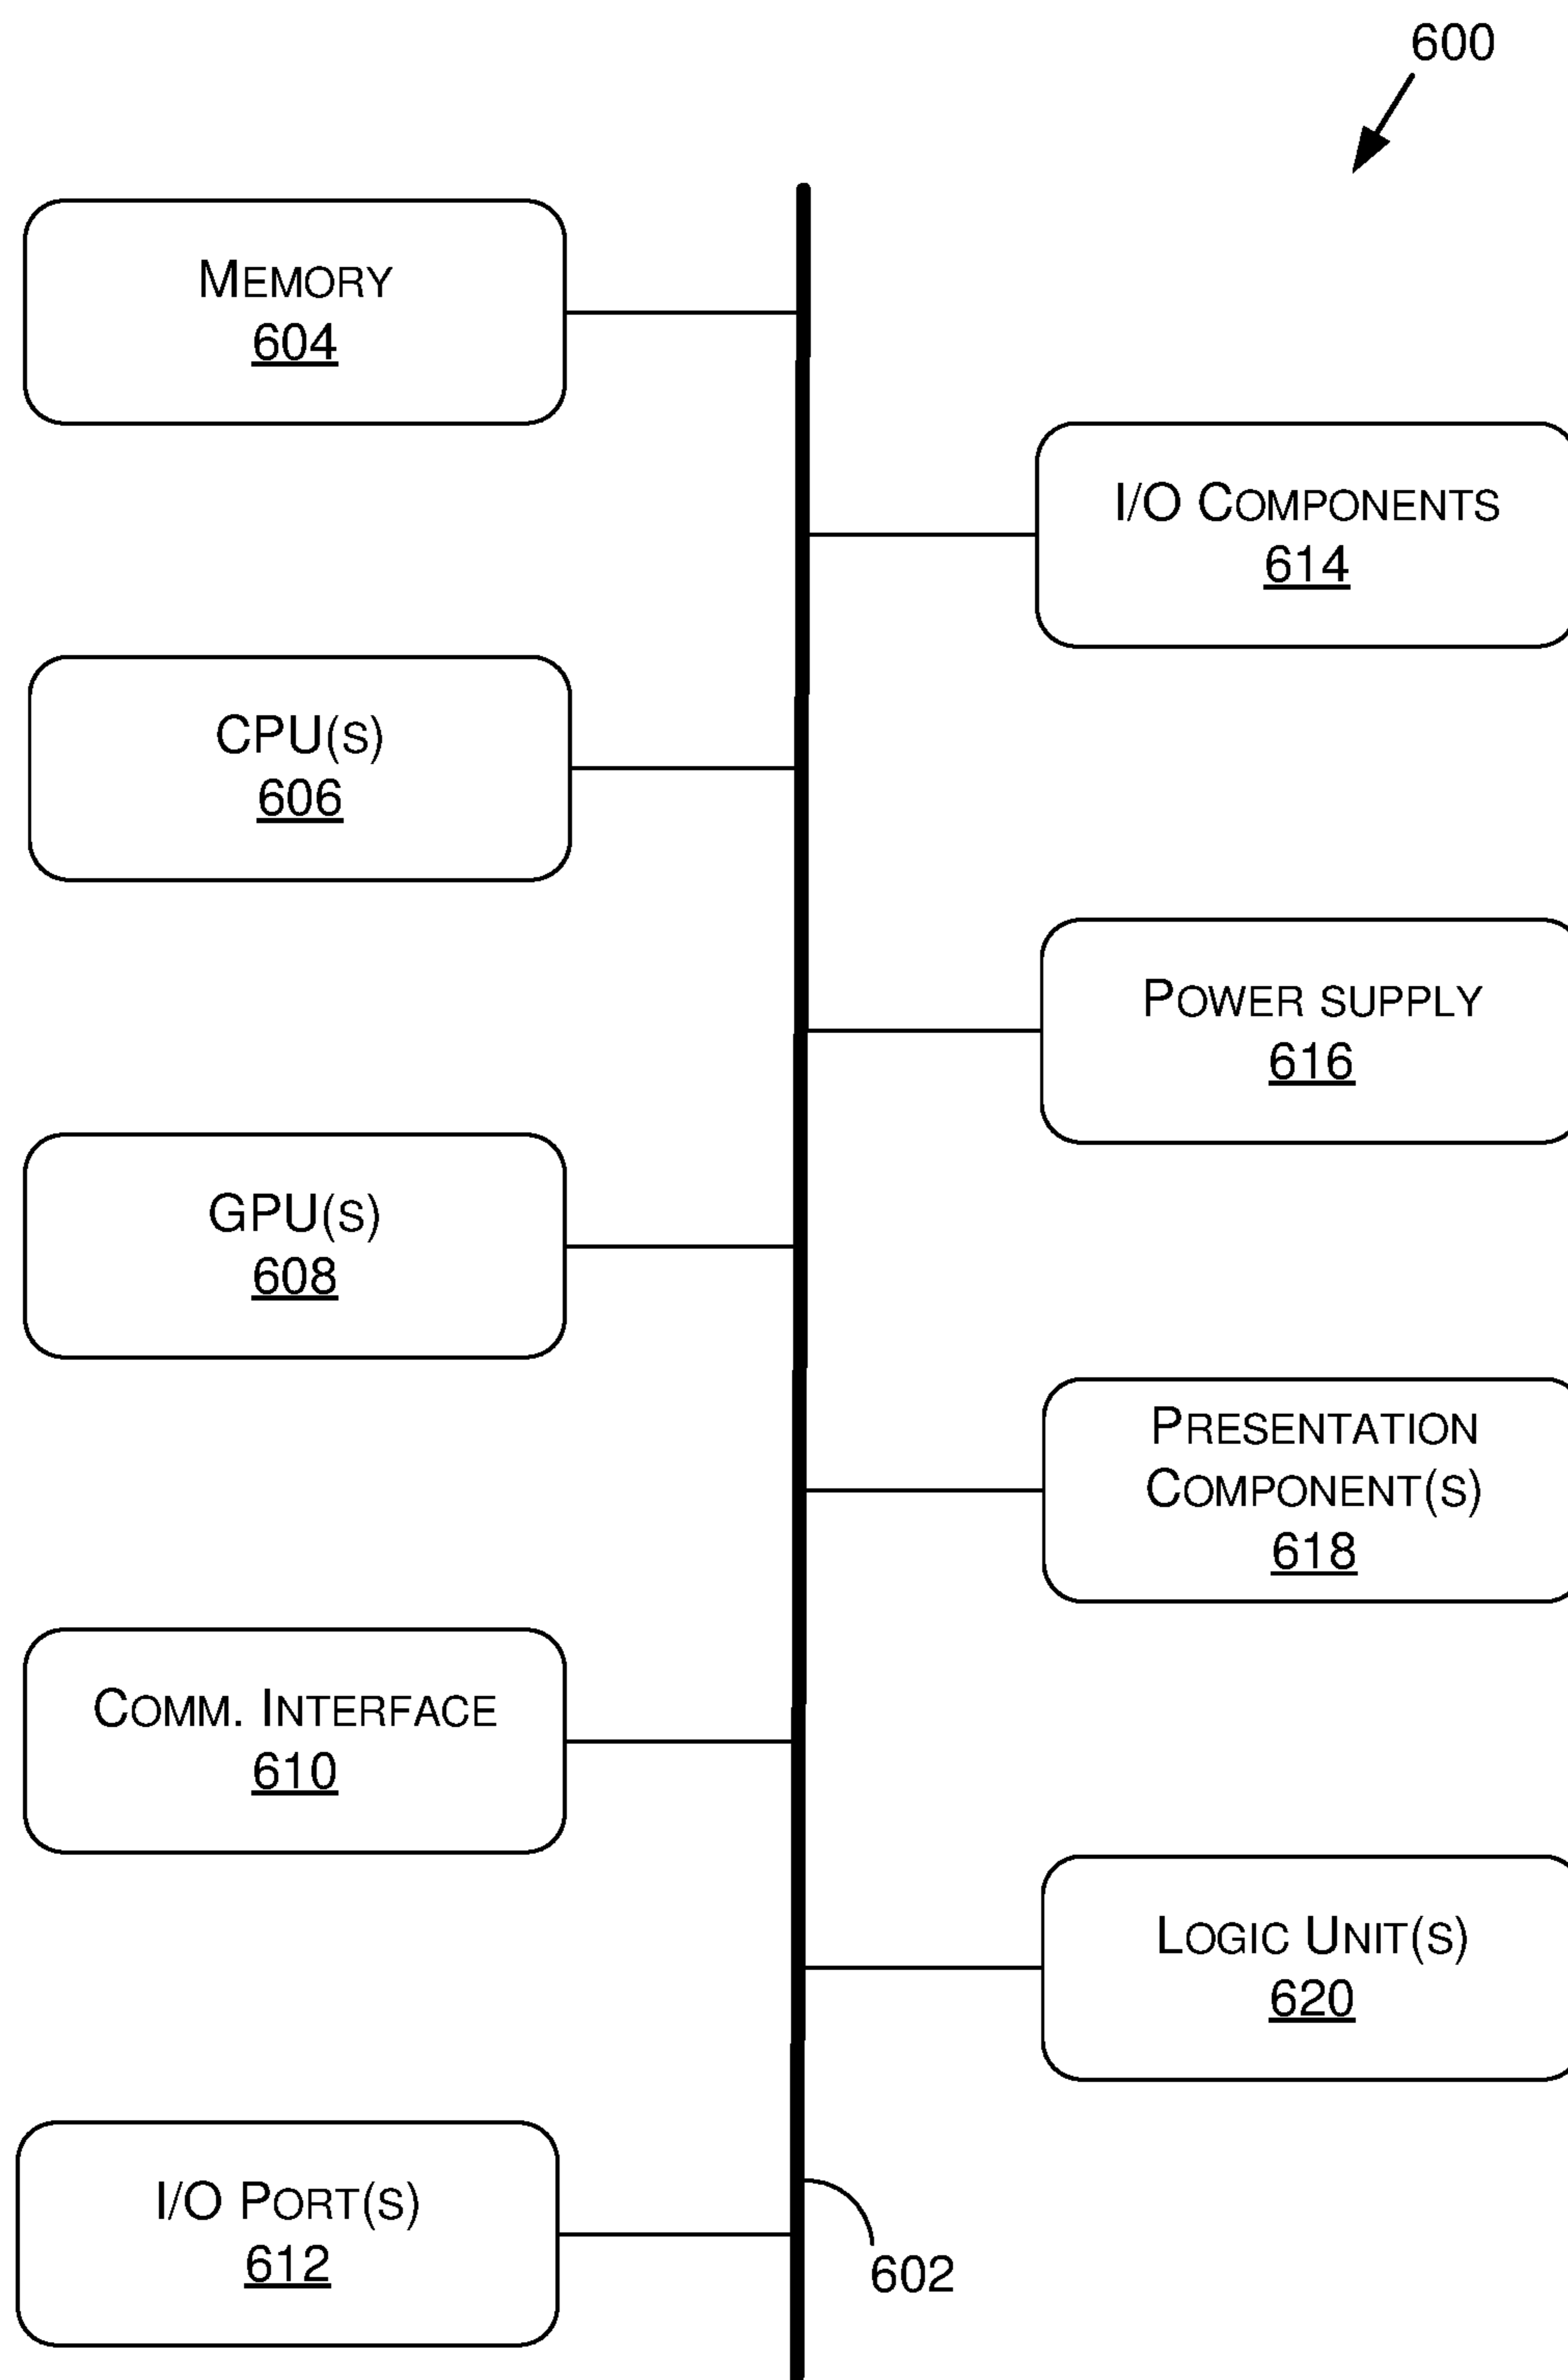 600
MEMORY
604
I/O COMPONENTS
614
CPU(S)
606
POWER SUPPLY
616
GPU(S)
608
PRESENTATION
COMPONENT(S)
618
COMM. INTERFACE
610
LOGIC UNIT(S)
620
I/O PORT(S)
612
602